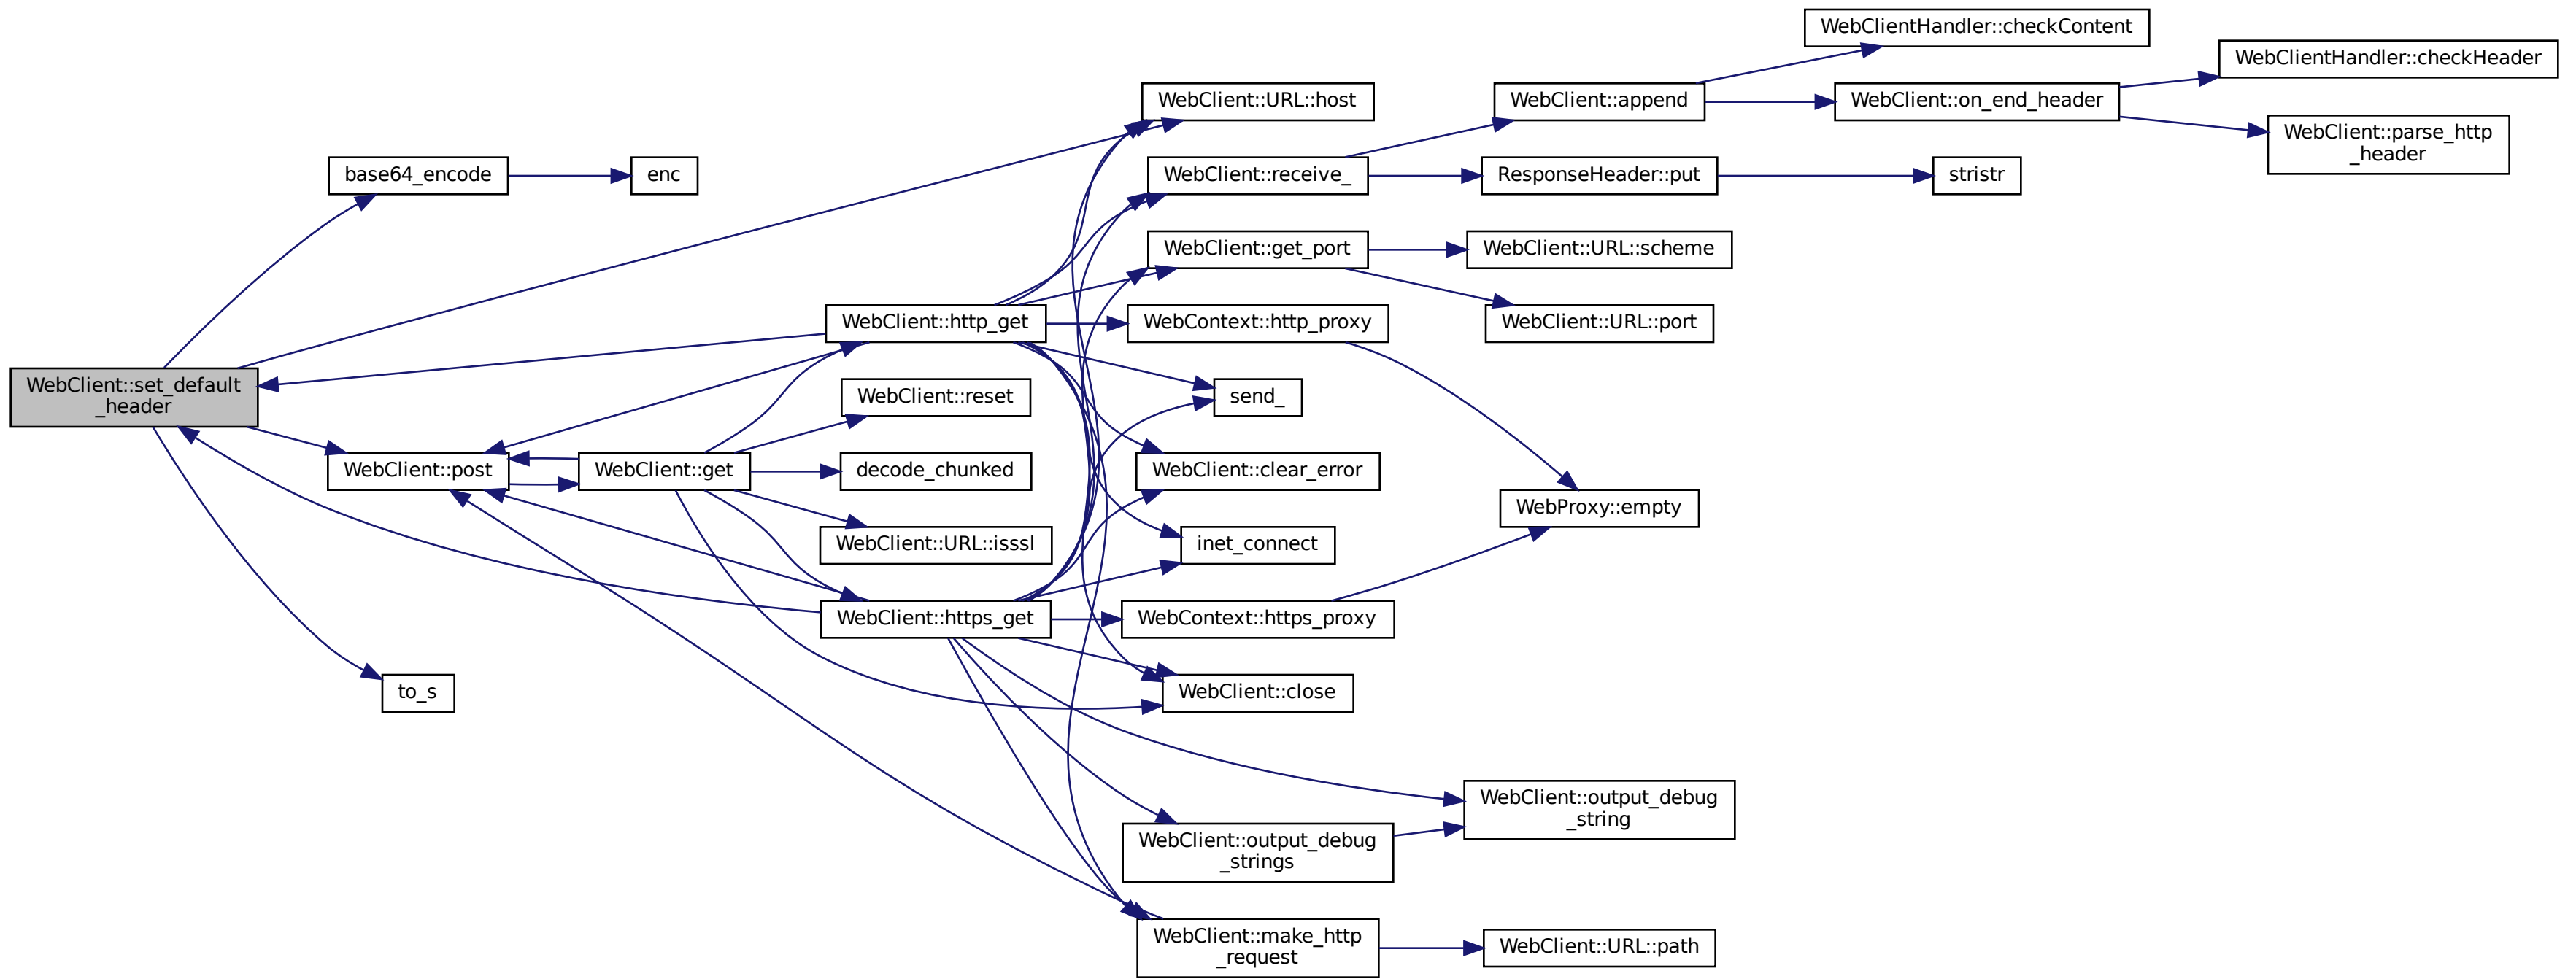 WebClientHandler::checkContent
WebClientHandler::checkHeader
WebClient::URL::host
WebClient::append
WebClient::on_end_header
WebClient::parse_http
_header
base64_encode
enc
WebClient::receive_
ResponseHeader::put
stristr
WebClient::get_port
WebClient::URL::scheme
WebClient::http_get
WebContext::http_proxy
WebClient::URL::port
WebClient::set_default
_header
WebClient::reset
send_
WebClient::post
WebClient::get
decode_chunked
WebClient::clear_error
WebProxy::empty
WebClient::URL::isssl
inet_connect
WebClient::https_get
WebContext::https_proxy
to_s
WebClient::close
WebClient::output_debug
_string
WebClient::output_debug
_strings
WebClient::make_http
_request
WebClient::URL::path